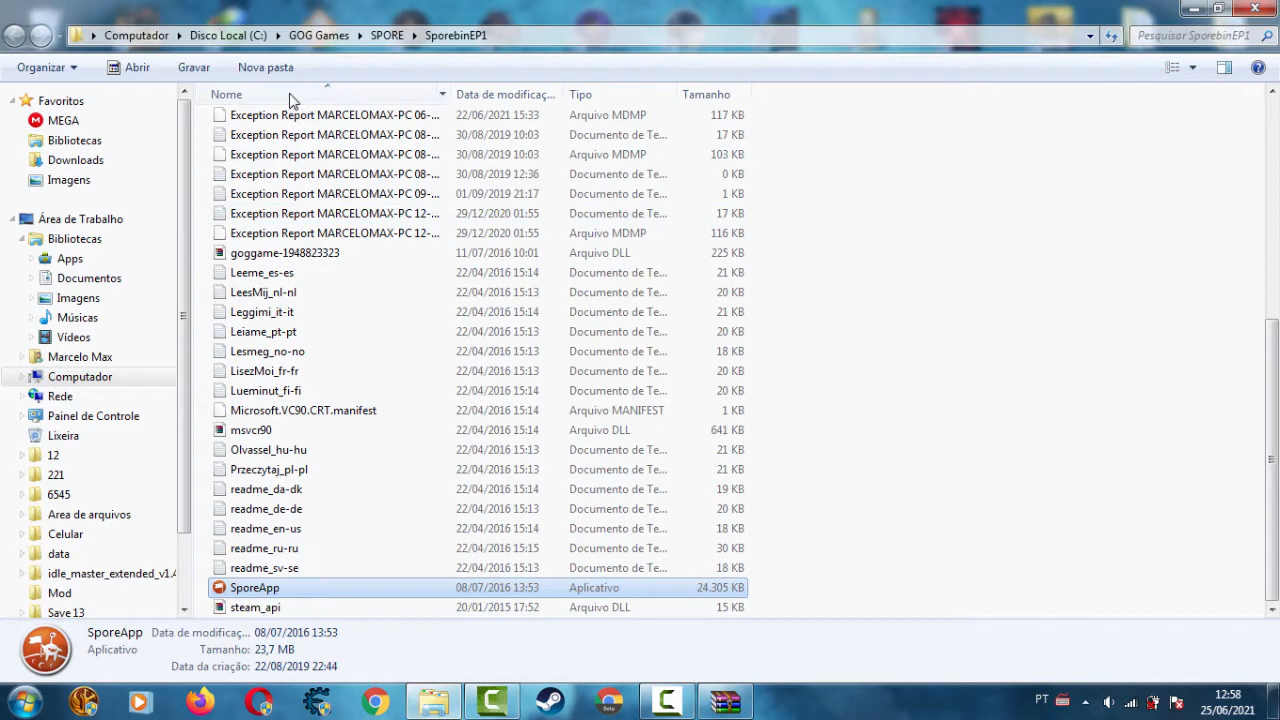 Computador ▸ Disco Local (C:) ▸ GOG Games ▸ SPORE ▸ SporebinEP1
Pesquisar SporebinEP1
Organizar Abrir Gravar Nova pasta
Nome Data de modificaç... Tipo Tamanho
Favoritos
MEGA
Bibliotecas
Downloads
Imagens
Área de Trabalho
Bibliotecas
Apps
Documentos
Imagens
Músicas
Vídeos
Marcelo Max
Computador
Rede
Painel de Controle
Lixeira
12
221
6545
Area de arquivos
Celular
data
idle_master_extended_v1.4
Mod
Save 13
Exception Report MARCELOMAX-PC 06-... 22/06/2021 15:33 Arquivo MDMP 117 KB
Exception Report MARCELOMAX-PC 08-... 30/08/2019 10:03 Documento de Te... 17 KB
Exception Report MARCELOMAX-PC 08-... 30/08/2019 10:03 Arquivo MDMP 103 KB
Exception Report MARCELOMAX-PC 08-... 30/08/2019 12:36 Documento de Te... 0 KB
Exception Report MARCELOMAX-PC 09-... 01/09/2019 21:17 Documento de Te... 1 KB
Exception Report MARCELOMAX-PC 12-... 29/12/2020 01:55 Documento de Te... 17 KB
Exception Report MARCELOMAX-PC 12-... 29/12/2020 01:55 Arquivo MDMP 116 KB
goggame-1948823323 11/07/2016 10:01 Arquivo DLL 225 KB
Leeme_es-es 22/04/2016 15:14 Documento de Te... 21 KB
LeesMij_nl-nl 22/04/2016 15:14 Documento de Te... 20 KB
Leggimi_it-it 22/04/2016 15:14 Documento de Te... 21 KB
Leiame_pt-pt 22/04/2016 15:13 Documento de Te... 20 KB
Lesmeg_no-no 22/04/2016 15:13 Documento de Te... 18 KB
LisezMoi_fr-fr 22/04/2016 15:13 Documento de Te... 20 KB
Lueminut_fi-fi 22/04/2016 15:14 Documento de Te... 20 KB
Microsoft.VC90.CRT.manifest 22/04/2016 15:14 Arquivo MANIFEST 1 KB
msvcr90 22/04/2016 15:14 Arquivo DLL 641 KB
Olvassel_hu-hu 22/04/2016 15:13 Documento de Te... 21 KB
Przeczytaj_pl-pl 22/04/2016 15:13 Documento de Te... 21 KB
readme_da-dk 22/04/2016 15:14 Documento de Te... 19 KB
readme_de-de 22/04/2016 15:13 Documento de Te... 20 KB
readme_en-us 22/04/2016 15:14 Documento de Te... 18 KB
readme_ru-ru 22/04/2016 15:15 Documento de Te... 30 KB
readme_sv-se 22/04/2016 15:13 Documento de Te... 18 KB
SporeApp 08/07/2016 13:53 Aplicativo 24.305 KB
steam_api 20/01/2015 17:52 Arquivo DLL 15 KB
SporeApp Data de modificaç... 08/07/2016 13:53
Aplicativo Tamanho: 23,7 MB
Data da criação: 22/08/2019 22:44
Beta
PT
12:58
25/06/2021